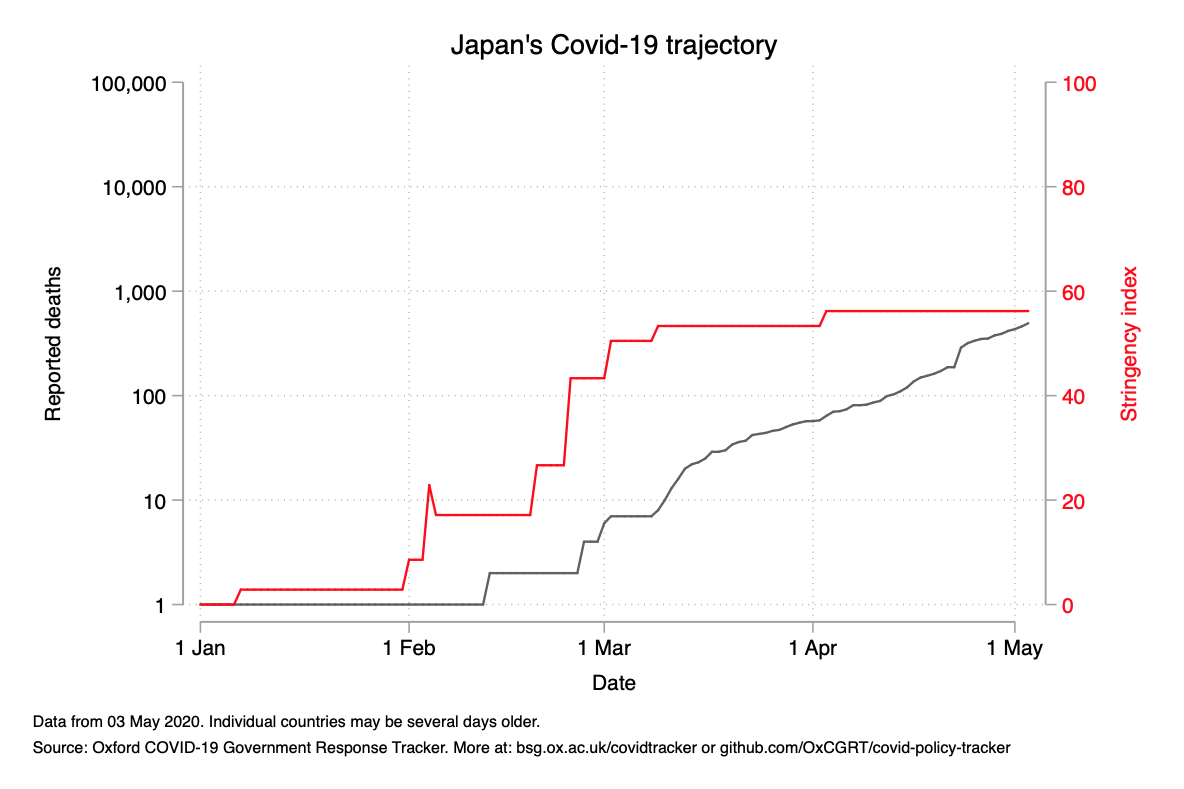 Japan's Covid-19 trajectory
100,000
10,000
1,000
100
10
1
Reported deaths
100
80
60
40
20
0
Stringency index
1 Jan
1 Feb
1 Mar
1 Apr
1 May
Date
Data from 03 May 2020. Individual countries may be several days older.
Source: Oxford COVID-19 Government Response Tracker. More at: bsg.ox.ac.uk/covidtracker or github.com/OxCGRT/covid-policy-tracker